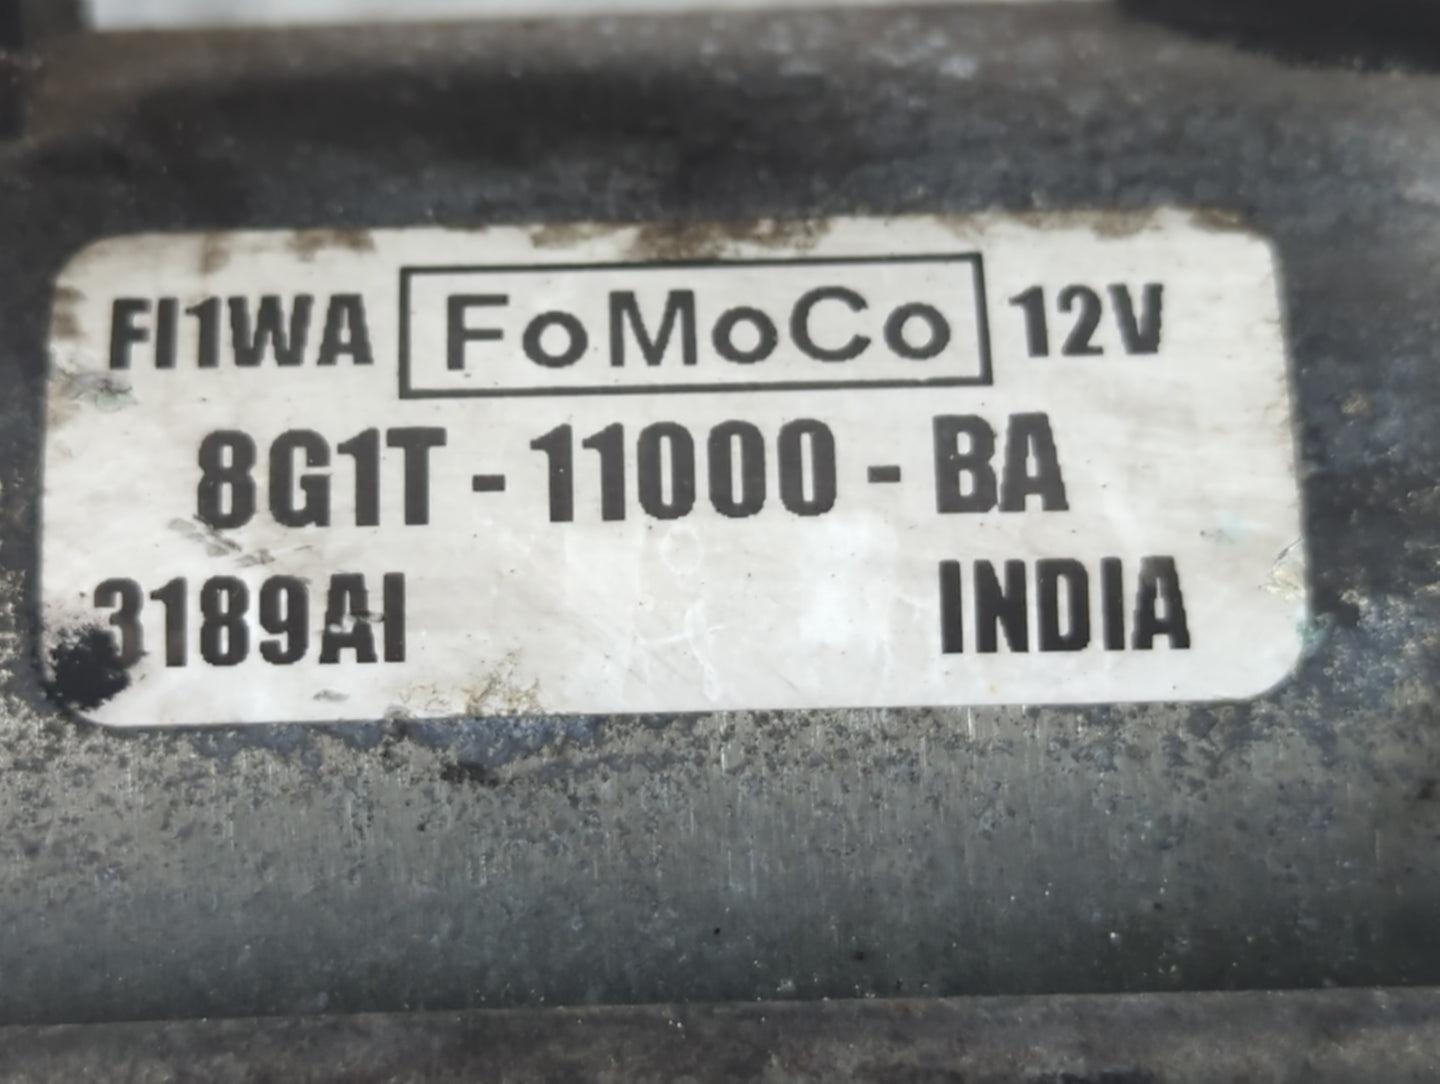 FI1WA FoMoCo 12V
8G1T - 11000 - BA
3189AI INDIA